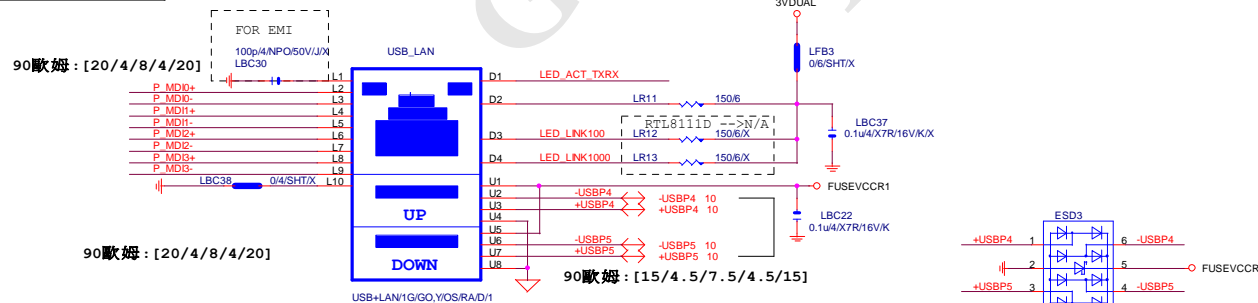 3VDUAL
FOR EMI
100p/4/NPO/50V/J/X
LBC30
USB_LAN
LFB3
0/6/SHT/X
90歐姆:[20/4/8/4/20]
L1
D1
LED_ACT_TXRX
P_MDI0+
L2
P_MDI0-
L3
D2
LR11
150/6
P_MDI1+
L4
P_MDI1-
L5
RTL8111D -->N/A
LBC37
0.1u/4/X7R/16V/K/X
P_MDI2+
L6
D3
LED_LINK100
LR12
150/6/X
P_MDI2-
L7
P_MDI3+
L8
D4
LED_LINK1000
LR13
150/6/X
P_MDI3-
L9
LBC38
0/4/SHT/X
L10
U1
FUSEVCCR1
U2
-USBP4
-USBP4 10
UP
U3
+USBP4
+USBP4 10
U4
LBC22
0.1u/4/X7R/16V/K
U5
U6
-USBP5
-USBP5 10
U7
+USBP5
+USBP5 10
DOWN
U8
90歐姆:[20/4/8/4/20]
90歐姆:[15/4.5/7.5/4.5/15]
USB+LAN/1G/GO,Y/OS/RA/D/1
ESD3
+USBP4
1
6
-USBP4
2
5
FUSEVCCR
+USBP5
3
4
-USBP5